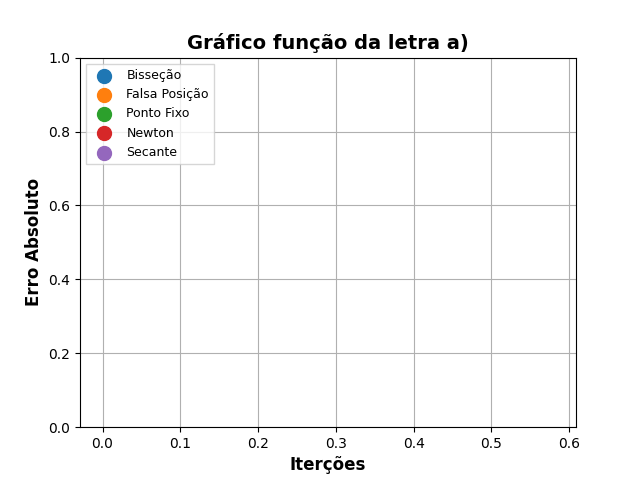 Gráfico função da letra a)
1.0
0.8
0.6
0.4
0.2
0.0
Erro Absoluto
Bisseção
Falsa Posição
Ponto Fixo
Newton
Secante
0.0 0.1 0.2 0.3 0.4 0.5 0.6
Iterções